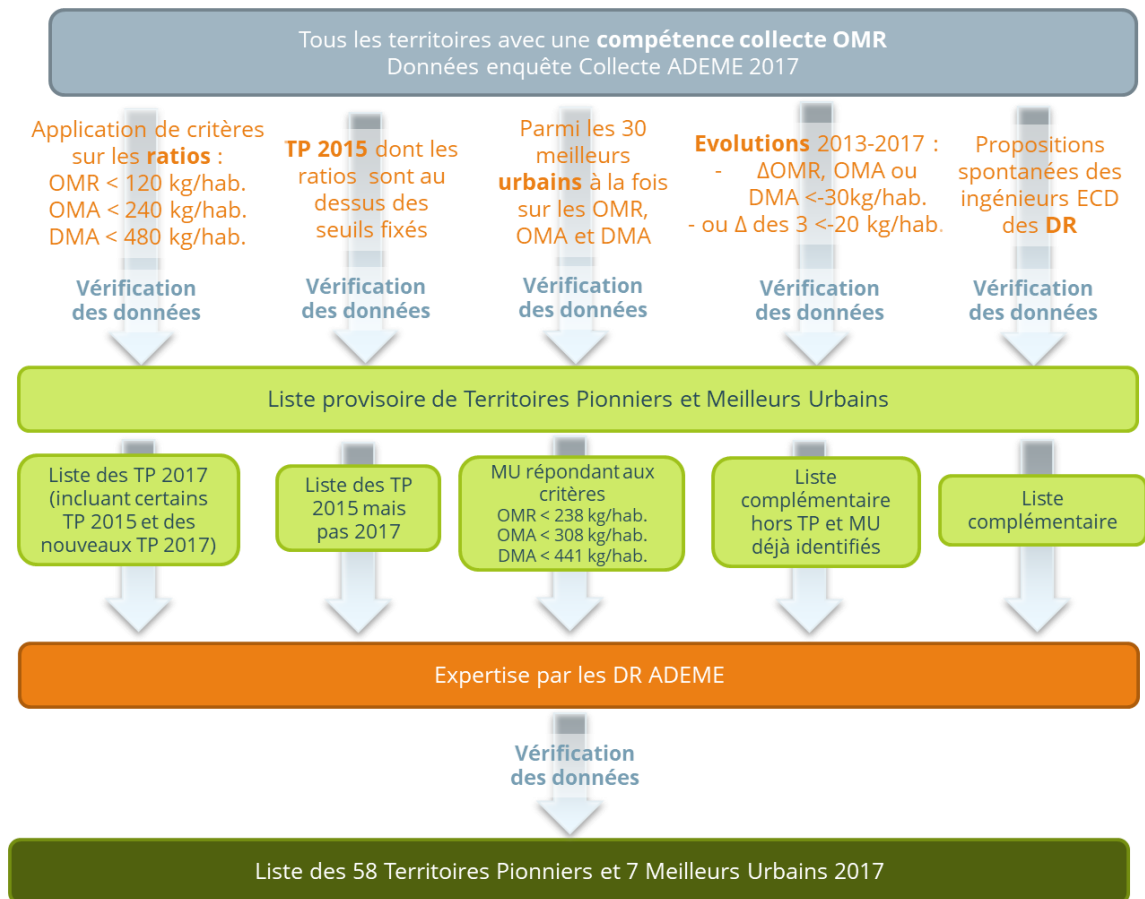 Tous les territoires avec une compétence collecte OMR
Données enquête Collecte ADEME 2017
Application de critères
sur les ratios :
OMR < 120 kg/hab.
OMA < 240 kg/hab.
DMA < 480 kg/hab.
Vérification
des données
TP 2015 dont les
ratios sont au
dessus des
seuils fixés
Vérification
des données
Parmi les 30
meilleurs
urbains à la fois
sur les OMR,
OMA et DMA
Vérification
des données
Evolutions 2013-2017 :
- ΔOMR, OMA ou
DMA <-30kg/hab.
- ou Δ des 3 <-20 kg/hab.
Vérification
des données
Propositions
spontanées des
ingénieurs ECD
des DR
Vérification
des données
Liste provisoire de Territoires Pionniers et Meilleurs Urbains
Liste des TP 2017
(incluant certains
TP 2015 et des
nouveaux TP 2017)
Liste des TP
2015 mais
pas 2017
MU répondant aux
critères
OMR < 238 kg/hab.
OMA < 308 kg/hab.
DMA < 441 kg/hab.
Liste
complémentaire
hors TP et MU
déjà identifiés
Liste
complémentaire
Expertise par les DR ADEME
Vérification
des données
Liste des 58 Territoires Pionniers et 7 Meilleurs Urbains 2017